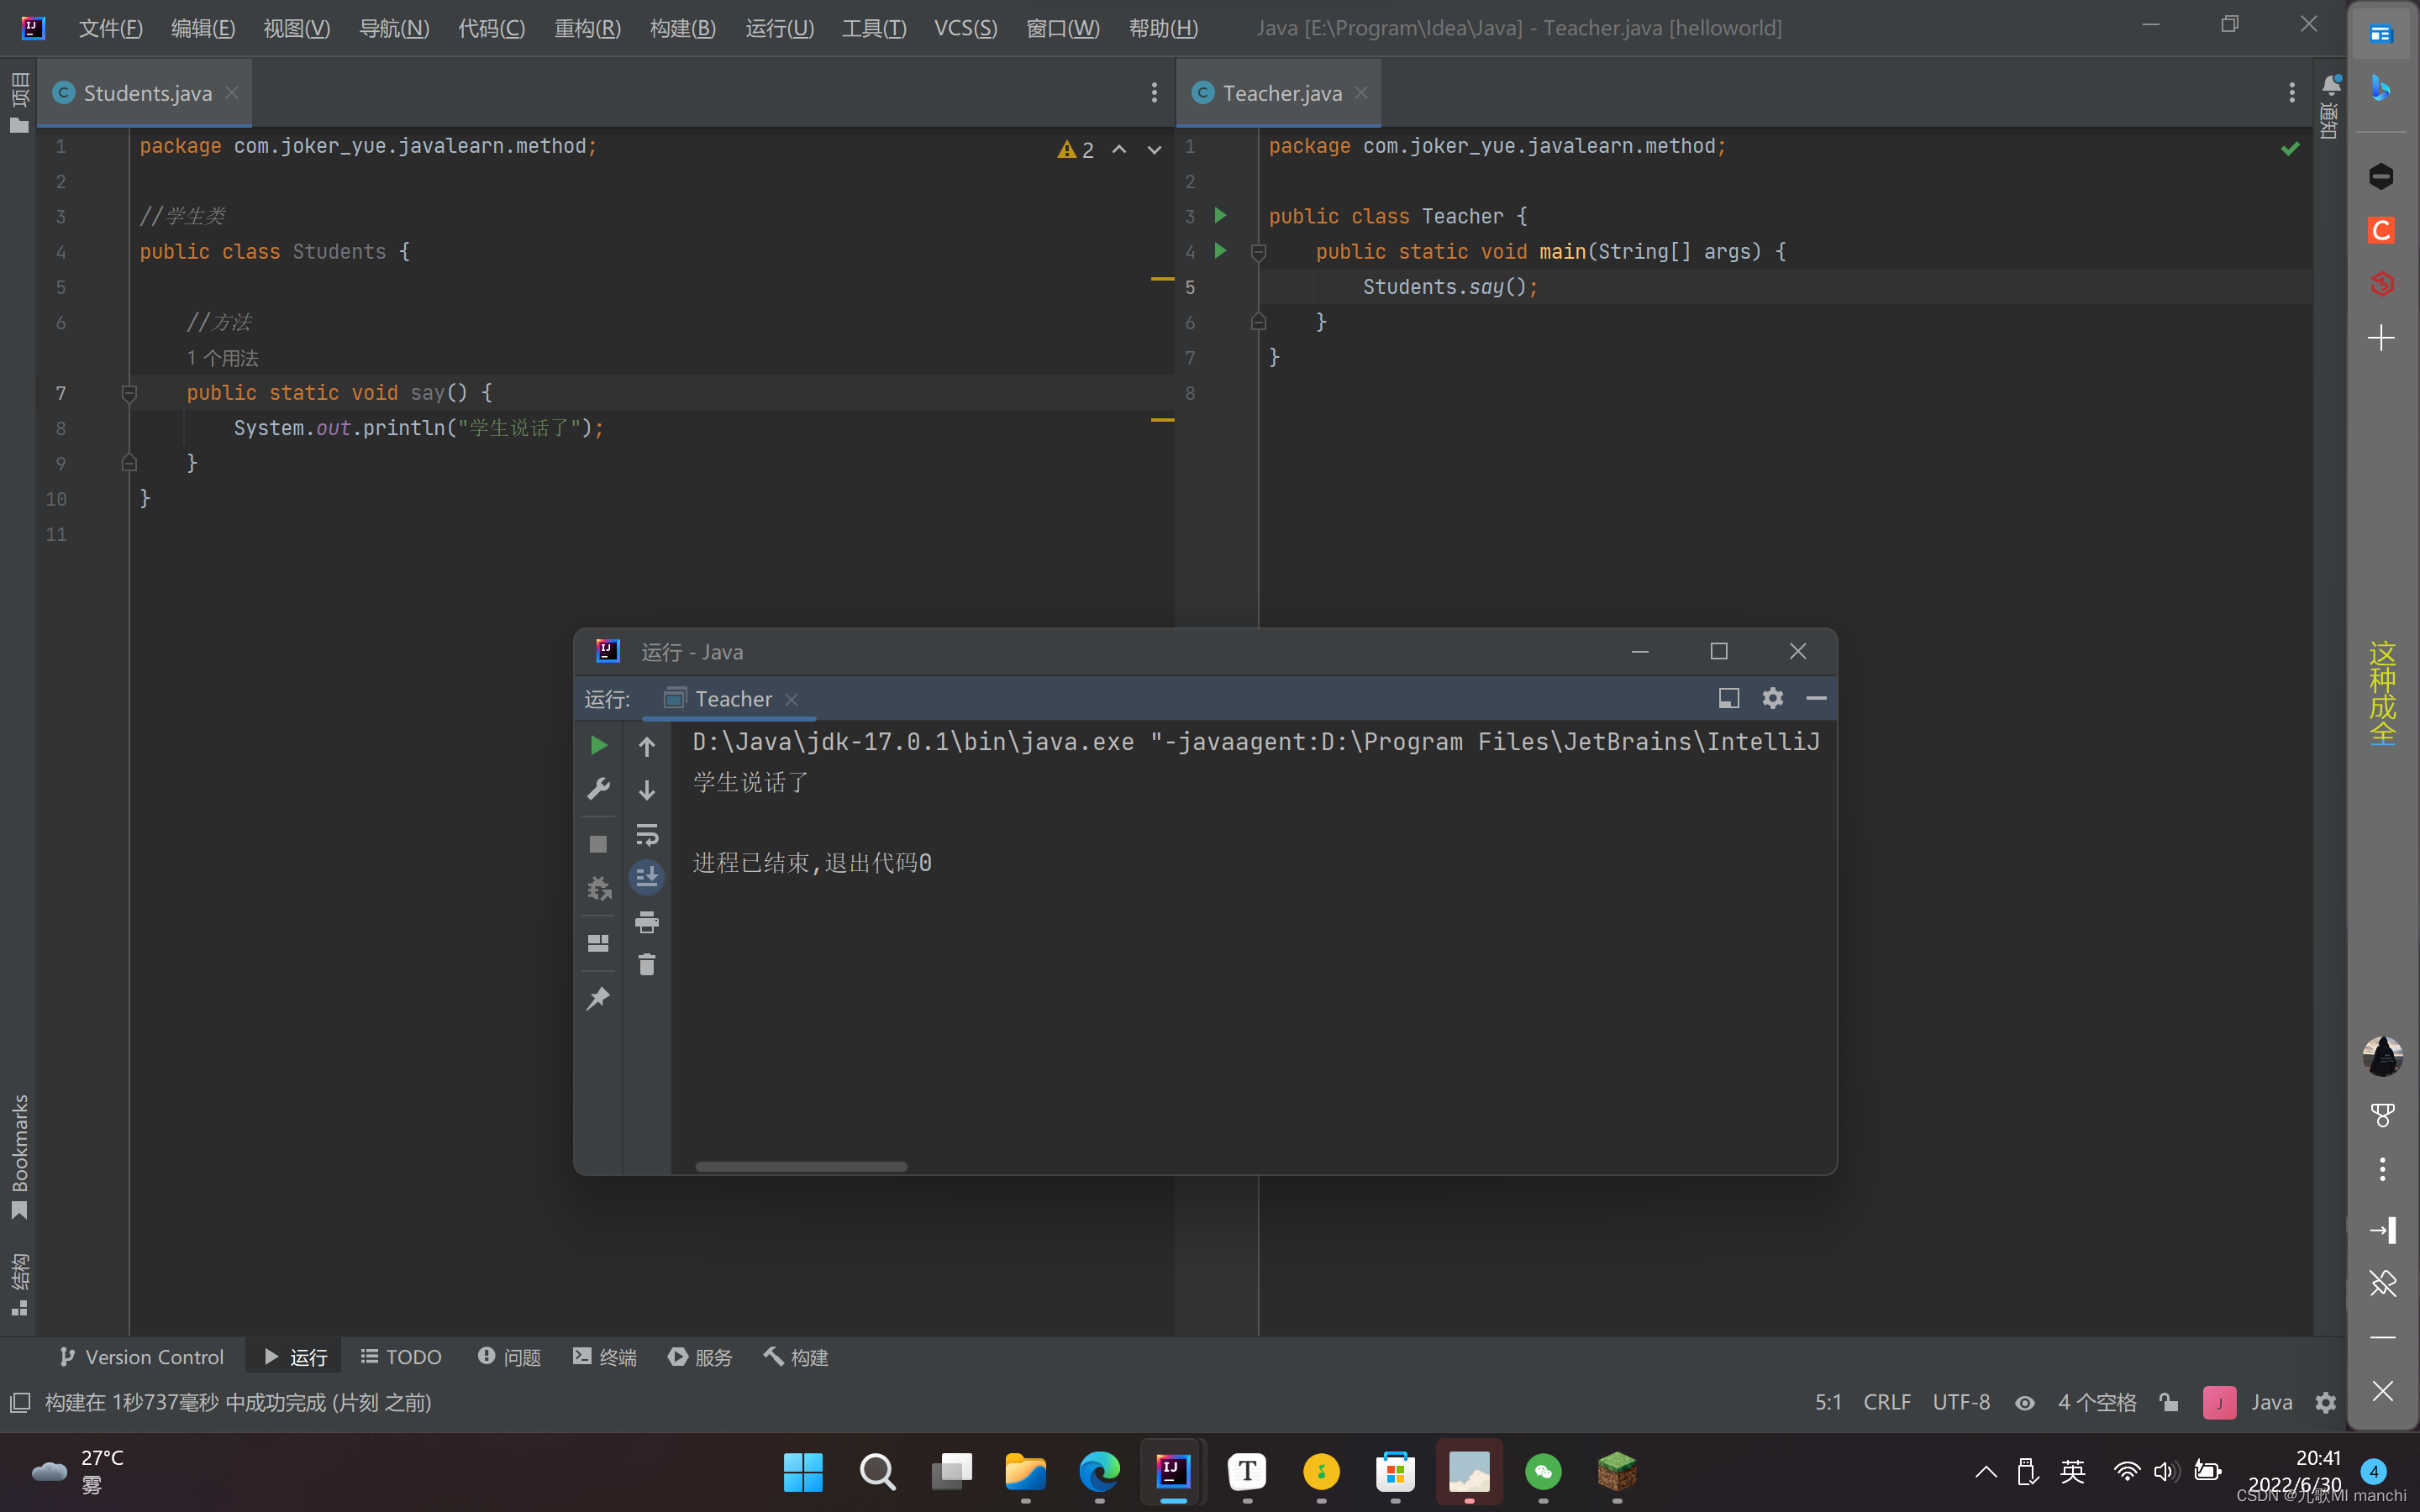 文件(F) 编辑(E) 视图(V) 导航(N) 代码(C) 重构(R) 构建(B) 运行(U) 工具(T) VCS(S) 窗口(W) 帮助(H) Java [E:\Program\Idea\Java] - Teacher.java [helloworld]
项目
Students.java
1 package com.joker_yue.javalearn.method;
2
3 //学生类
4 public class Students {
5
6 //方法
1 个用法
7 public static void say() {
8 System.out.println("学生说话了");
9 }
10 }
11
2
Teacher.java
1 package com.joker_yue.javalearn.method;
2
3 public class Teacher {
4 public static void main(String[] args) {
5 Students.say();
6 }
7 }
8
通知
运行 - Java
运行: Teacher
D:\Java\jdk-17.0.1\bin\java.exe "-javaagent:D:\Program Files\JetBrains\IntelliJ
学生说话了
进程已结束,退出代码0
这种成全
Bookmarks
结构
Version Control 运行 TODO 问题 终端 服务 构建
构建在 1秒737毫秒 中成功完成 (片刻 之前) 5:1 CRLF UTF-8 4 个空格 J Java
27°C
雾
英
20:41
2022/6/30
4
CSDN @九歌MI manchi